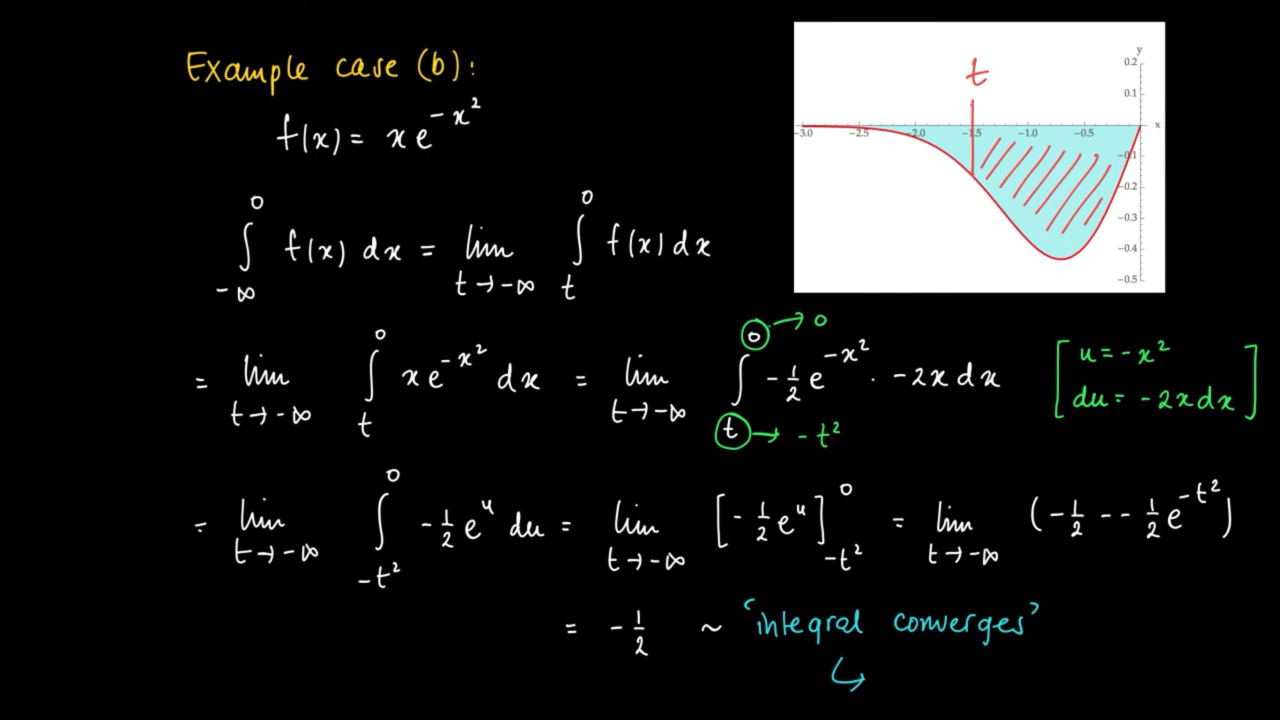 Example case (b):
f(x) = x e^{-x^2}
∫_{-∞}^{0} f(x) dx = lim_{t→-∞} ∫_{t}^{0} f(x) dx
= lim_{t→-∞} ∫_{t}^{0} x e^{-x^2} dx = lim_{t→-∞} ∫_{t → -t^2}^{0 → 0} -1/2 e^{-x^2} · -2x dx
[ u = -x^2
du = -2x dx ]
= lim_{t→-∞} ∫_{-t^2}^{0} -1/2 e^u du = lim_{t→-∞} [-1/2 e^u]_{-t^2}^{0} = lim_{t→-∞} (-1/2 - - 1/2 e^{-t^2})
= -1/2 ~ 'integral converges'
t
y
0.2
0.1
-3.0 -2.5 -2.0 -1.5 -1.0 -0.5 x
-0.1
-0.2
-0.3
-0.4
-0.5